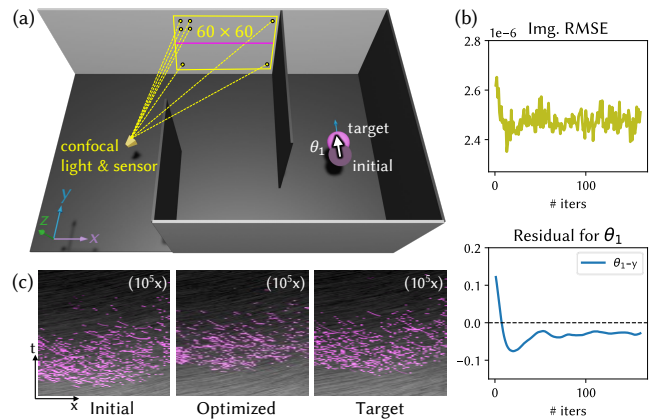 (a)
60 × 60
confocal
light & sensor
target
θ1
initial
y
z
x
(b)
Img. RMSE
1e−6
2.6
2.4
2.2
0
100
# iters
Residual for θ1
0.2
0.1
0.0
−0.1
θ1−y
0
100
# iters
(c)
(10⁵x)
(10⁵x)
(10⁵x)
t
x
Initial
Optimized
Target